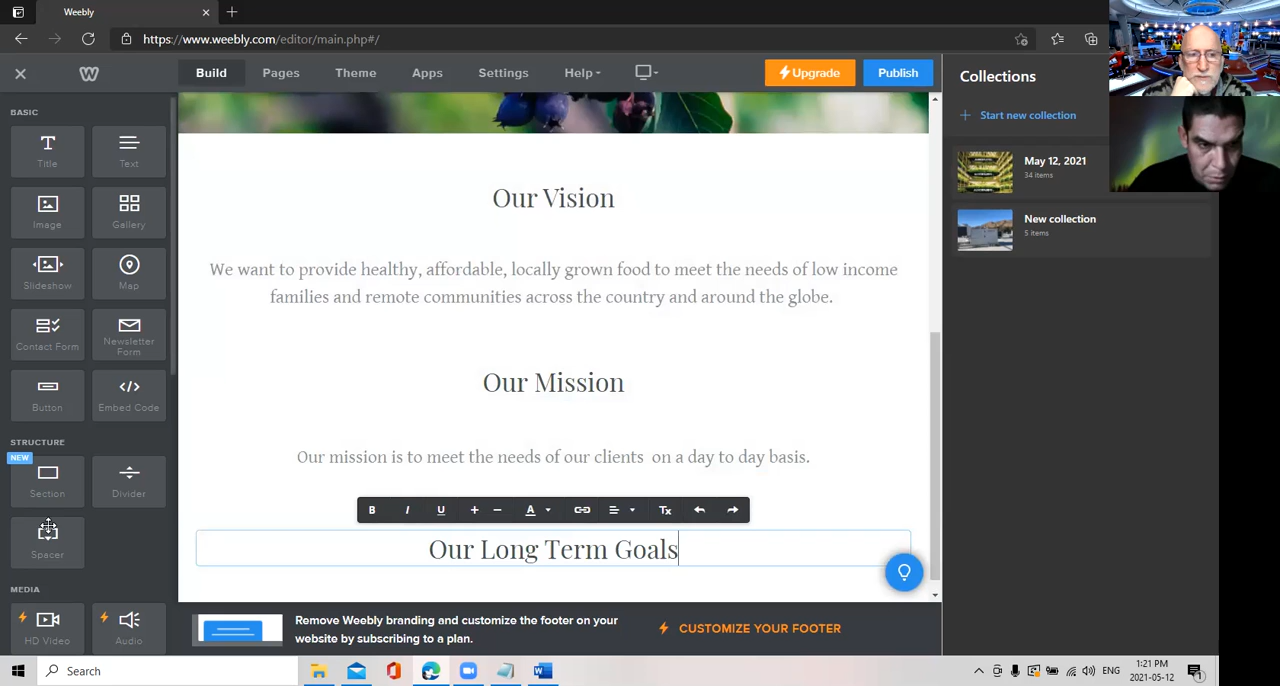 Weebly
https://www.weebly.com/editor/main.php#/
Build Pages Theme Apps Settings Help Upgrade Publish
Collections
Start new collection
May 12, 2021
34 items
New collection
5 items
BASIC
Title Text
Image Gallery
Slideshow Map
Contact Form Newsletter Form
Button Embed Code
STRUCTURE
NEW
Section Divider
Spacer
MEDIA
HD Video Audio
Our Vision
We want to provide healthy, affordable, locally grown food to meet the needs of low income
families and remote communities across the country and around the globe.
Our Mission
Our mission is to meet the needs of our clients  on a day to day basis.
B I U + − A Tx
Our Long Term Goals
Remove Weebly branding and customize the footer on your
website by subscribing to a plan.
CUSTOMIZE YOUR FOOTER
Search
ENG
1:21 PM
2021-05-12
1